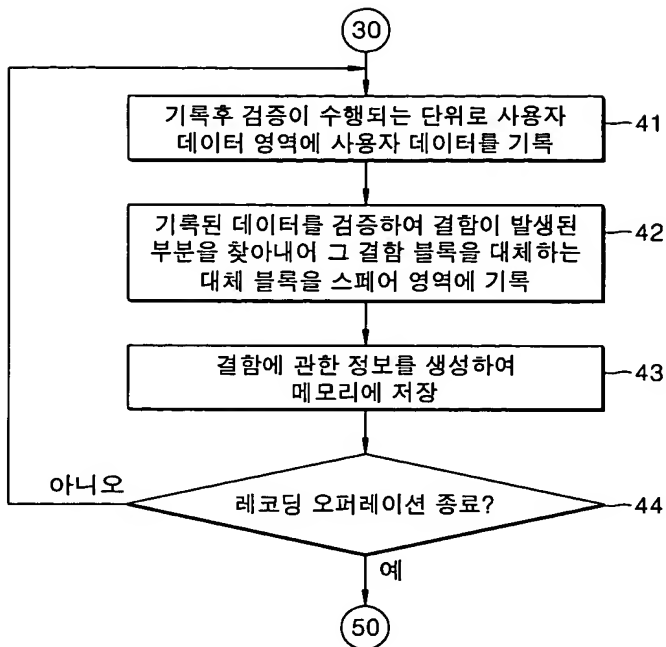 30
기록후 검증이 수행되는 단위로 사용자
데이터 영역에 사용자 데이터를 기록
41
기록된 데이터를 검증하여 결함이 발생된
부분을 찾아내어 그 결함 블록을 대체하는
대체 블록을 스페어 영역에 기록
42
결함에 관한 정보를 생성하여
메모리에 저장
43
아니오
레코딩 오퍼레이션 종료?
44
예
50